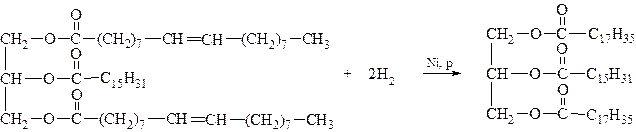 O O
CH₂–O–C–(CH₂)₇–CH=CH–(CH₂)₇–CH₃ CH₂–O–C–C₁₇H₃₅
O O
CH–O–C–C₁₅H₃₁ + 2H₂ Ni, p CH–O–C–C₁₅H₃₁
O O
CH₂–O–C–(CH₂)₇–CH=CH–(CH₂)₇–CH₃ CH₂–O–C–C₁₇H₃₅